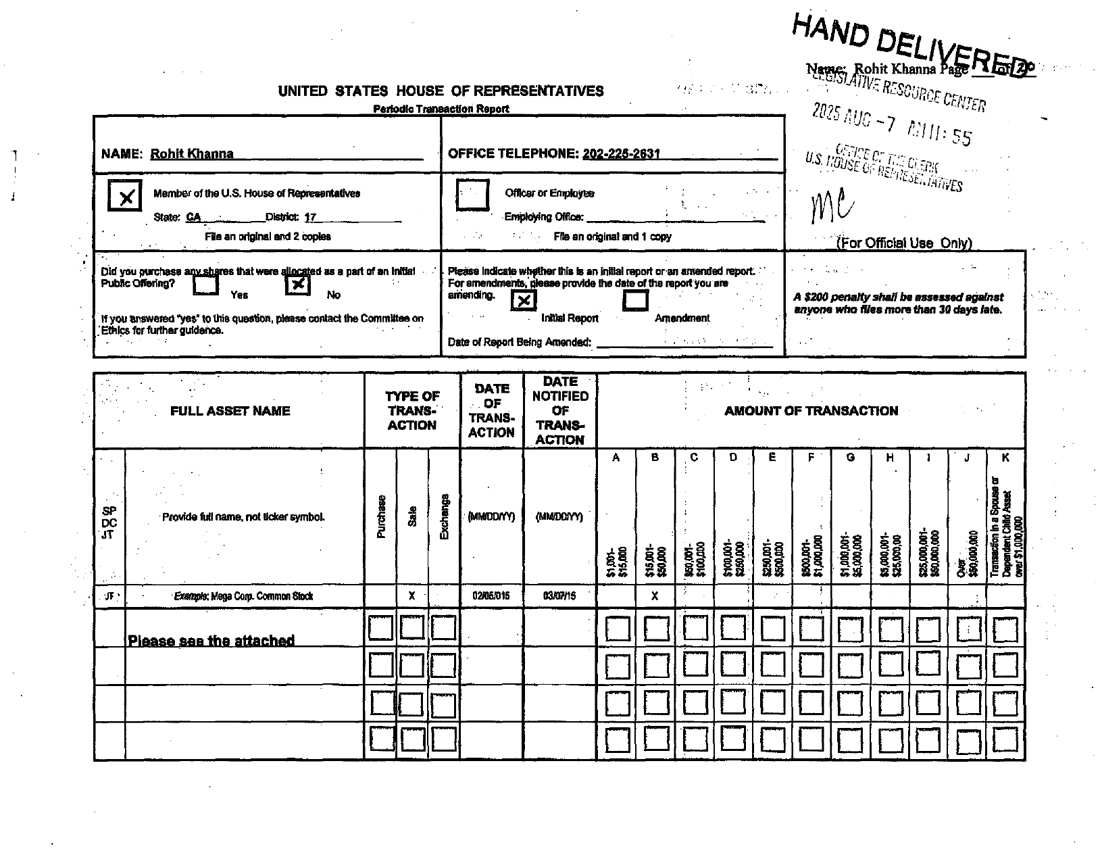 HAND DELIVERED
Name: Rohit Khanna Page 1 of 20
LEGISLATIVE RESOURCE CENTER
2025 AUG -7 AM 11:55
OFFICE OF THE CLERK
U.S. HOUSE OF REPRESENTATIVES
MC
(For Official Use Only)
UNITED STATES HOUSE OF REPRESENTATIVES
Periodic Transaction Report
NAME: Rohit Khanna
OFFICE TELEPHONE: 202-225-2631
X
Member of the U.S. House of Representatives
State: CA District: 17
File an original and 2 copies
Officer or Employee
Employing Office:
File an original and 1 copy
Did you purchase any shares that were allocated as a part of an Initial
Public Offering?
Yes
X
No
If you answered "yes" to this question, please contact the Committee on
Ethics for further guidence.
Please indicate whether this is an initial report or an amended report.
For amendments, please provide the date of the report you are
amending.
X
Initial Report
Amendment
Date of Report Being Amended:
A $200 penalty shall be assessed against
anyone who files more than 30 days late.
FULL ASSET NAME
TYPE OF
TRANS-
ACTION
DATE
OF
TRANS-
ACTION
DATE
NOTIFIED
OF
TRANS-
ACTION
AMOUNT OF TRANSACTION
SP
DC
JT
Provide full name, not ticker symbol.
Purchase
Sale
Exchange
(MM/DD/YY)
(MM/DD/YY)
A B C D E F G H I J K
$1,001-
$15,000
$15,001-
$50,000
$50,001-
$100,000
$100,001-
$250,000
$250,001-
$500,000
$500,001-
$1,000,000
$1,000,001-
$5,000,000
$5,000,001-
$25,000,00
$25,000,001-
$50,000,000
Over
$50,000,000
Transaction in a Spouse or
Dependent Child Asset
over $1,000,000
JT Example: Mega Corp. Common Stock X 02/05/015 03/07/15 X
Please see the attached